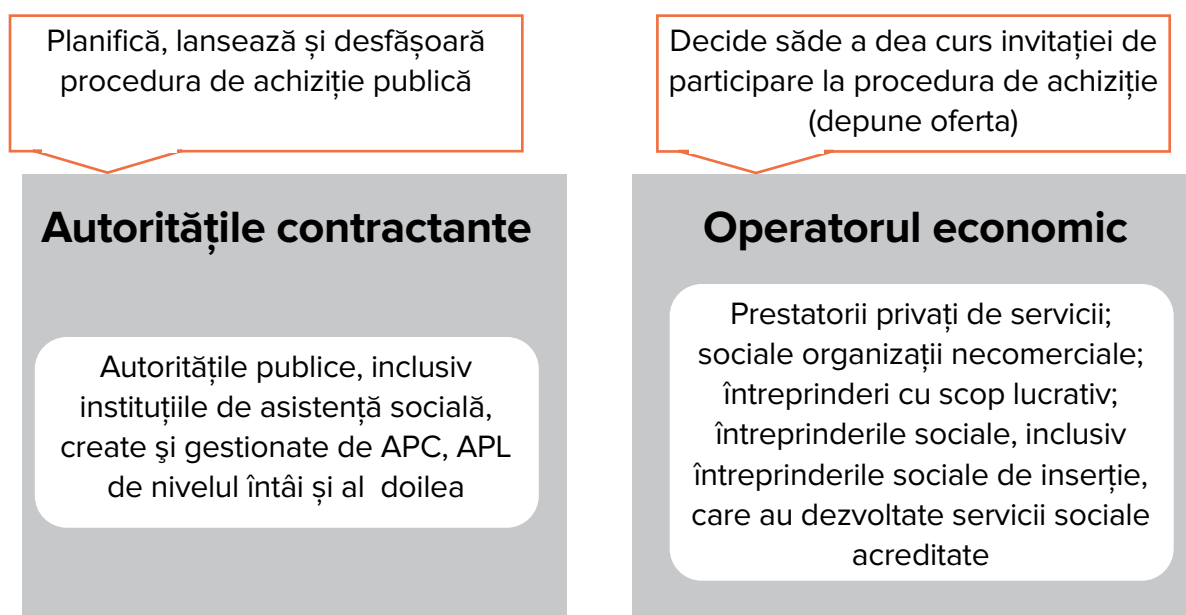 Planifică, lansează și desfășoară
procedura de achiziție publică
Autoritățile contractante
Autoritățile publice, inclusiv
instituțiile de asistență socială,
create şi gestionate de APC, APL
de nivelul întâi și al doilea
Decide săde a dea curs invitației de
participare la procedura de achiziție
(depune oferta)
Operatorul economic
Prestatorii privați de servicii;
sociale organizații necomerciale;
întreprinderi cu scop lucrativ;
întreprinderile sociale, inclusiv
întreprinderile sociale de inserție,
care au dezvoltate servicii sociale
acreditate